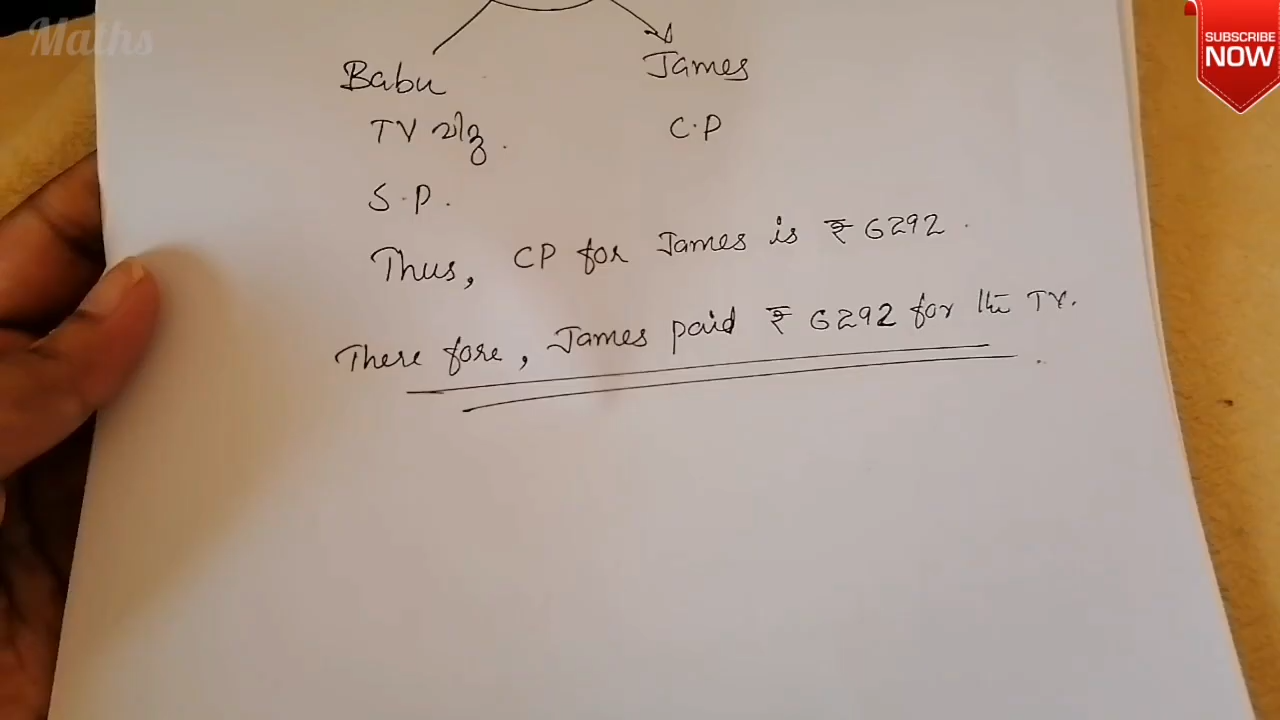 Maths
SUBSCRIBE
NOW
Babu James
TV C.P
S.P.
Thus, CP for James is ₹ 6292.
There fore, James paid ₹ 6292 for the TV.